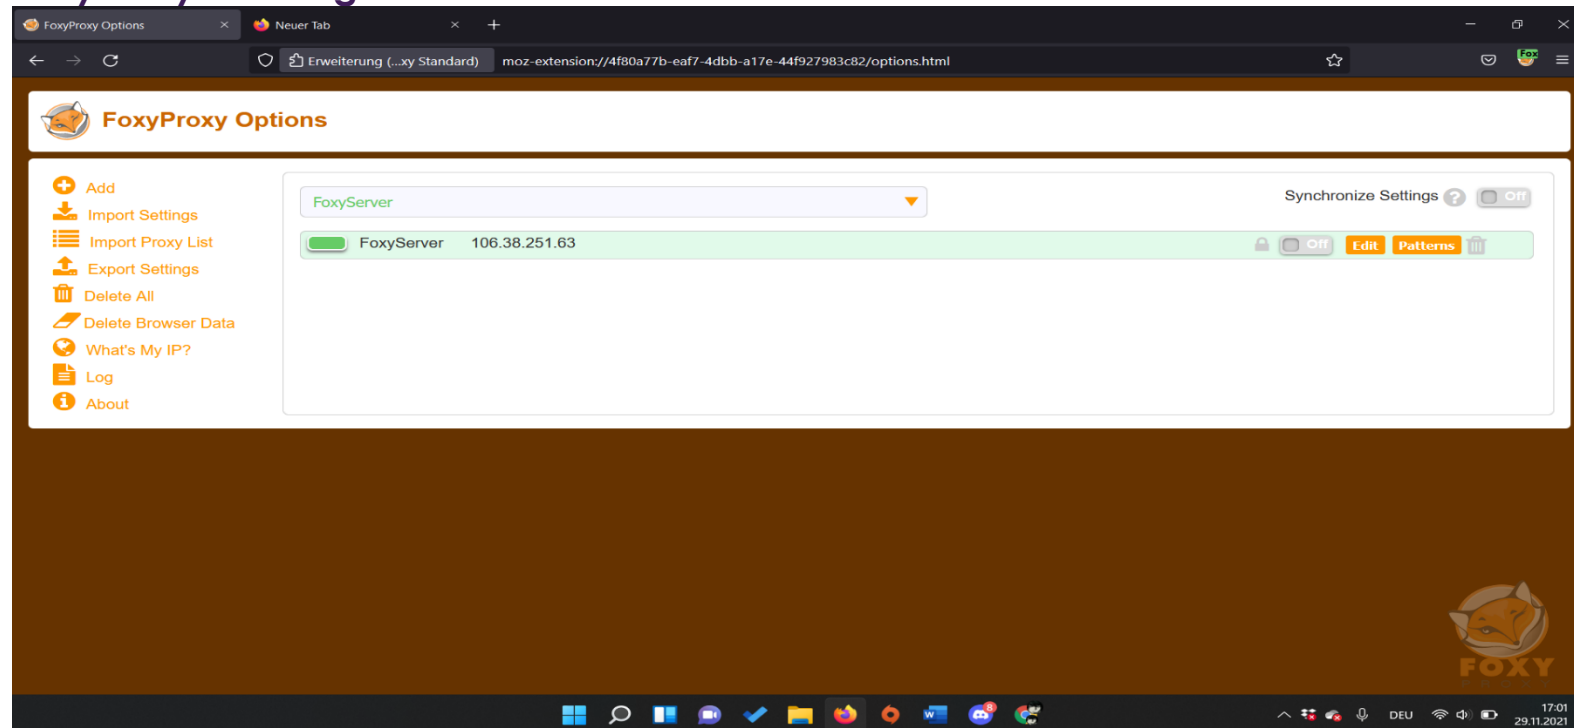 FoxyProxy Options
Neuer Tab
Erweiterung (...xy Standard) moz-extension://4f80a77b-eaf7-4dbb-a17e-44f927983c82/options.html
Fox
FoxyProxy Options
Add
Import Settings
Import Proxy List
Export Settings
Delete All
Delete Browser Data
What's My IP?
Log
About
FoxyServer
Synchronize Settings ? Off
FoxyServer 106.38.251.63 Off Edit Patterns
FOXY
8
DEU
17:01
29.11.2021